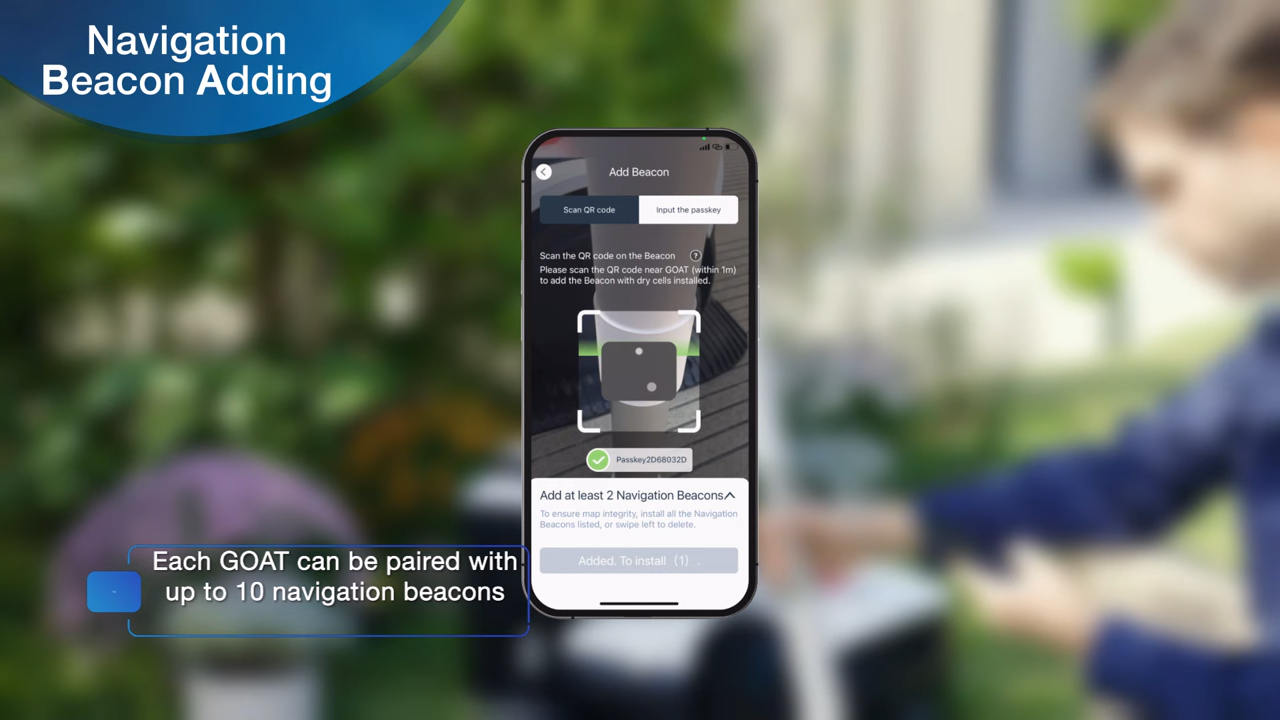 Navigation
Beacon Adding
Add Beacon
Scan QR code
Input the passkey
Scan the QR code on the Beacon ?
Please scan the QR code near GOAT (within 1m)
to add the Beacon with dry cells installed.
Passkey2D68032D
Add at least 2 Navigation Beacons
To ensure map integrity, install all the Navigation
Beacons listed, or swipe left to delete.
Added. To install (1) .
Each GOAT can be paired with
up to 10 navigation beacons